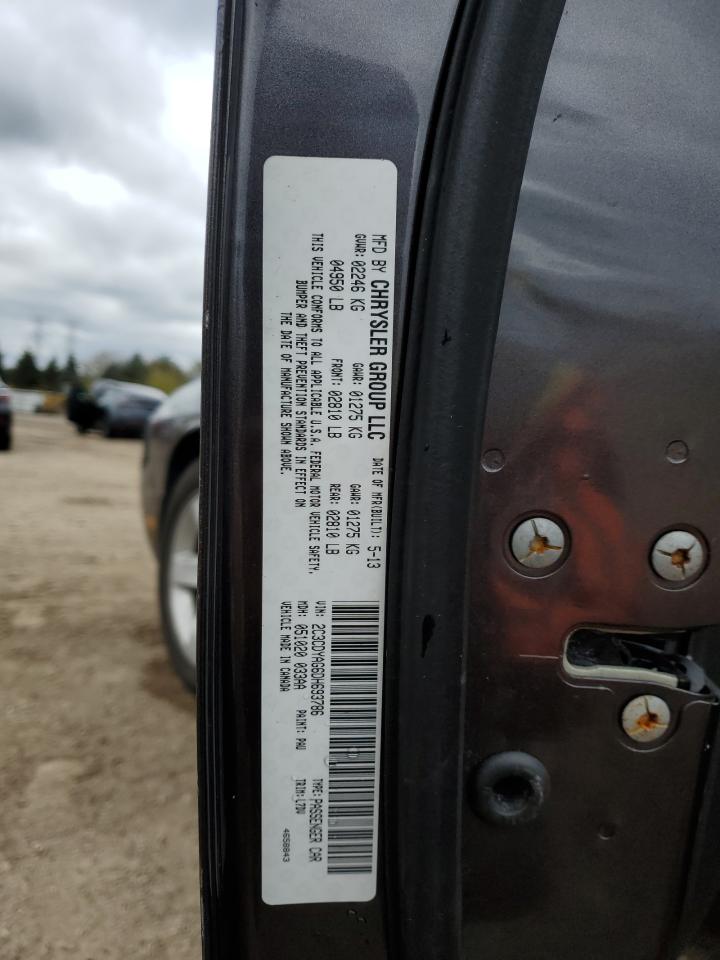 MFD BY CHRYSLER GROUP LLC DATE OF MFR(BUILT): 5-13
GVWR: 02246 KG GAWR: 01275 KG GAWR: 01275 KG
04950 LB FRONT: 02810 LB REAR: 02810 LB
THIS VEHICLE CONFORMS TO ALL APPLICABLE U.S.A. FEDERAL MOTOR VEHICLE SAFETY,
BUMPER AND THEFT PREVENTION STANDARDS IN EFFECT ON
THE DATE OF MANUFACTURE SHOWN ABOVE.
VIN: 2C3CDYAG6DH693786 TYPE: PASSENGER CAR
MDH: 051020 033AA PAINT: PAU TRIM: L7DV
VEHICLE MADE IN CANADA 4658843